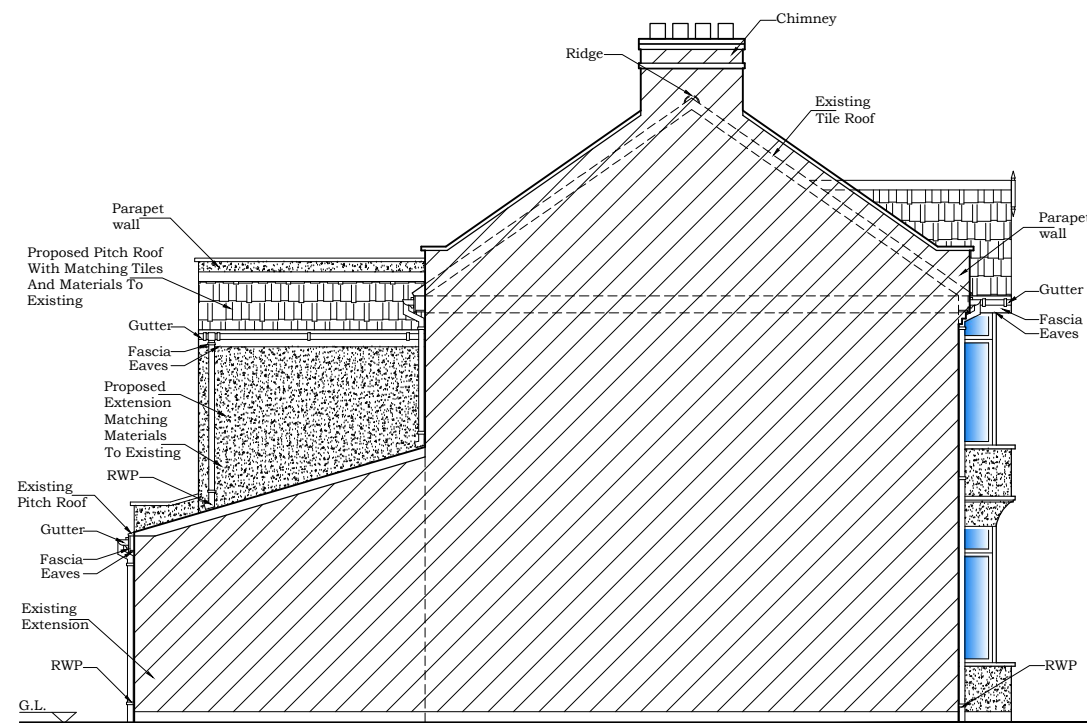 Chimney
Ridge
Existing
Tile Roof
Parapet
wall
Proposed Pitch Roof
With Matching Tiles
And Materials To
Existing
Gutter
Fascia
Eaves
Proposed
Extension
Matching
Materials
To Existing
RWP
Existing
Pitch Roof
Gutter
Fascia
Eaves
Existing
Extension
RWP
G.L.
Parapet
wall
Gutter
Fascia
Eaves
RWP